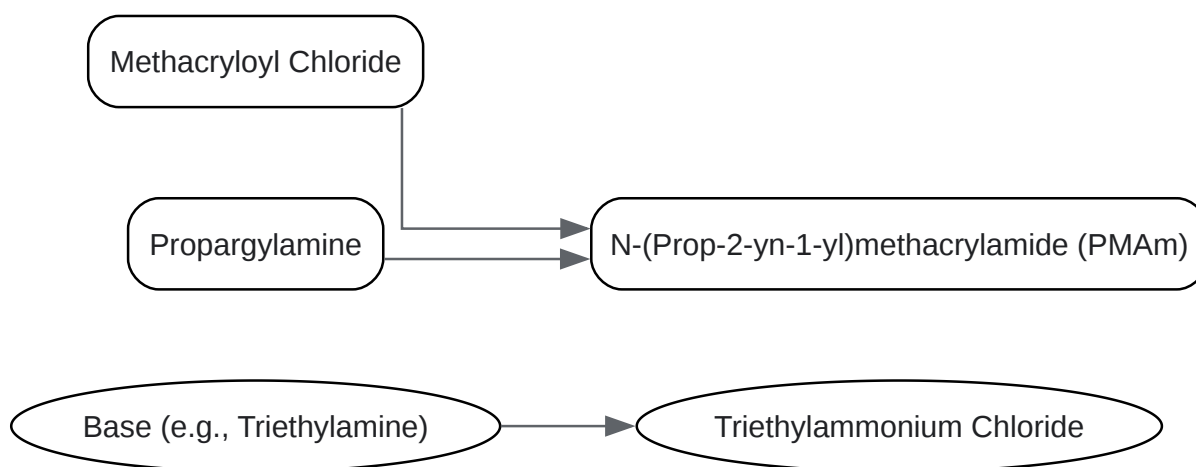 Methacryloyl Chloride
Propargylamine
N-(Prop-2-yn-1-yl)methacrylamide (PMAm)
Base (e.g., Triethylamine)
Triethylammonium Chloride